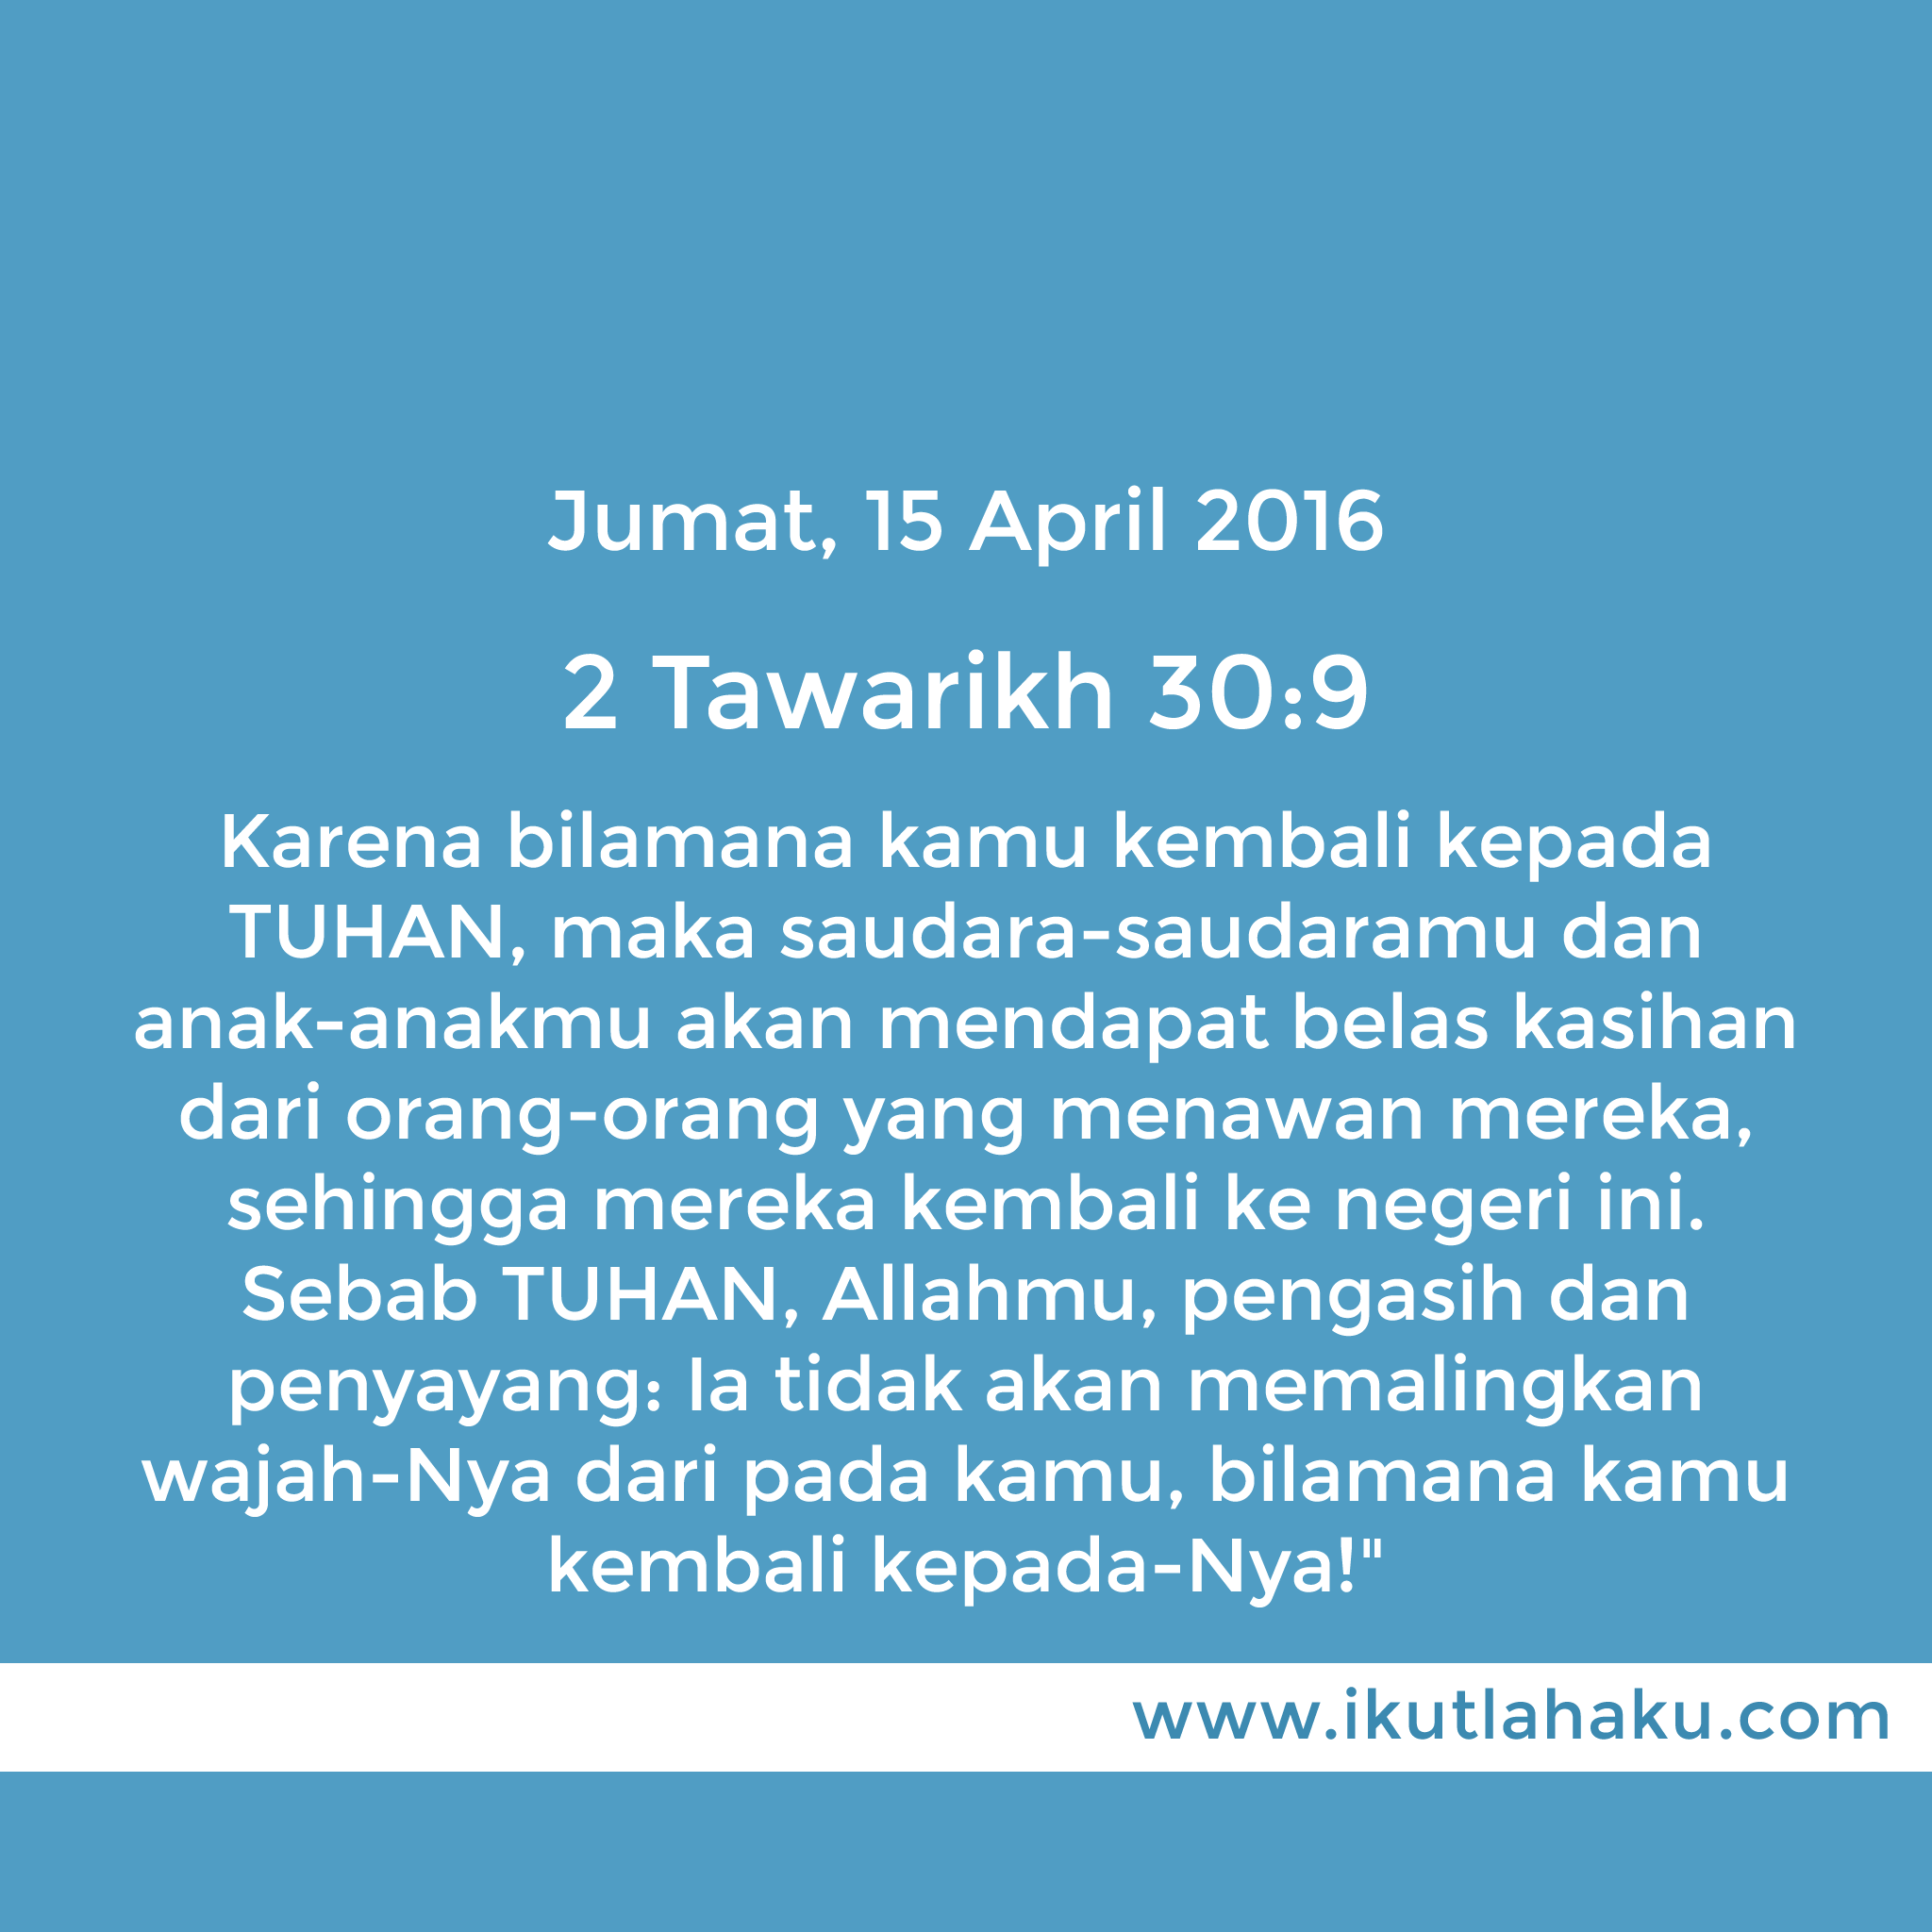 Jumat, 15 April 2016
2 Tawarikh 30:9
Karena bilamana kamu kembali kepada
TUHAN, maka saudara-saudaramu dan
anak-anakmu akan mendapat belas kasihan
dari orang-orang yang menawan mereka,
sehingga mereka kembali ke negeri ini.
Sebab TUHAN, Allahmu, pengasih dan
penyayang: Ia tidak akan memalingkan
wajah-Nya dari pada kamu, bilamana kamu
kembali kepada-Nya!"
www.ikutlahaku.com